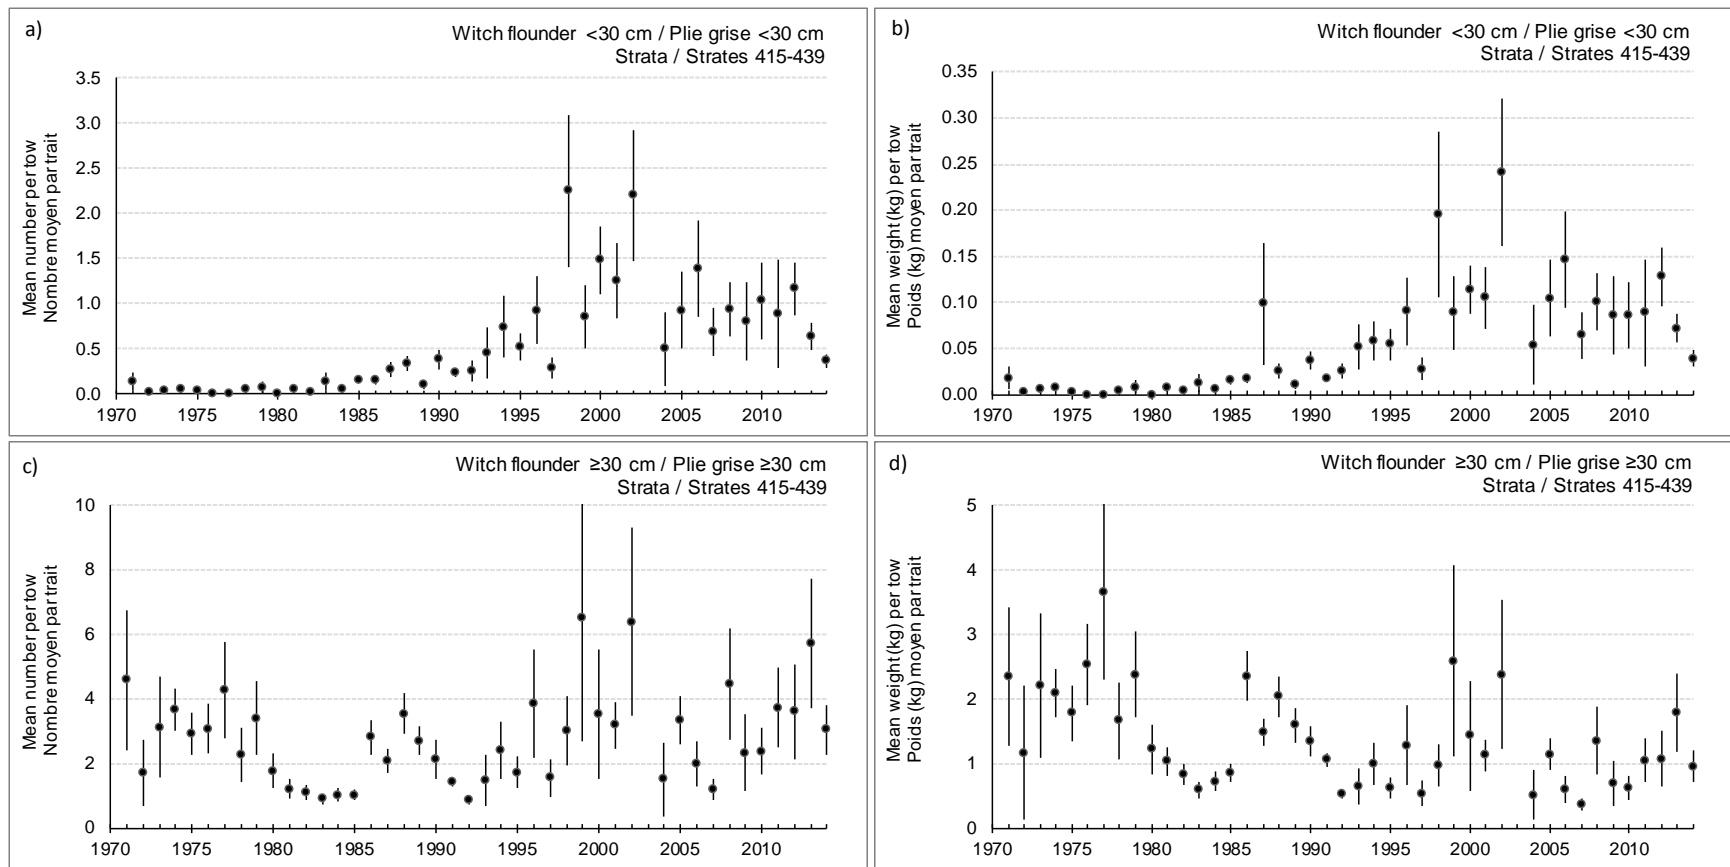 a)
Witch flounder <30 cm / Plie grise <30 cm
Strata / Strates 415-439
Mean number per tow
Nombre moyen par trait
3.5
3.0
2.5
2.0
1.5
1.0
0.5
0.0
1970 1975 1980 1985 1990 1995 2000 2005 2010
b)
Witch flounder <30 cm / Plie grise <30 cm
Strata / Strates 415-439
Mean weight (kg) per tow
Poids (kg) moyen par trait
0.35
0.30
0.25
0.20
0.15
0.10
0.05
0.00
1970 1975 1980 1985 1990 1995 2000 2005 2010
c)
Witch flounder ≥30 cm / Plie grise ≥30 cm
Strata / Strates 415-439
Mean number per tow
Nombre moyen par trait
10
8
6
4
2
0
1970 1975 1980 1985 1990 1995 2000 2005 2010
d)
Witch flounder ≥30 cm / Plie grise ≥30 cm
Strata / Strates 415-439
Mean weight (kg) per tow
Poids (kg) moyen par trait
5
4
3
2
1
0
1970 1975 1980 1985 1990 1995 2000 2005 2010